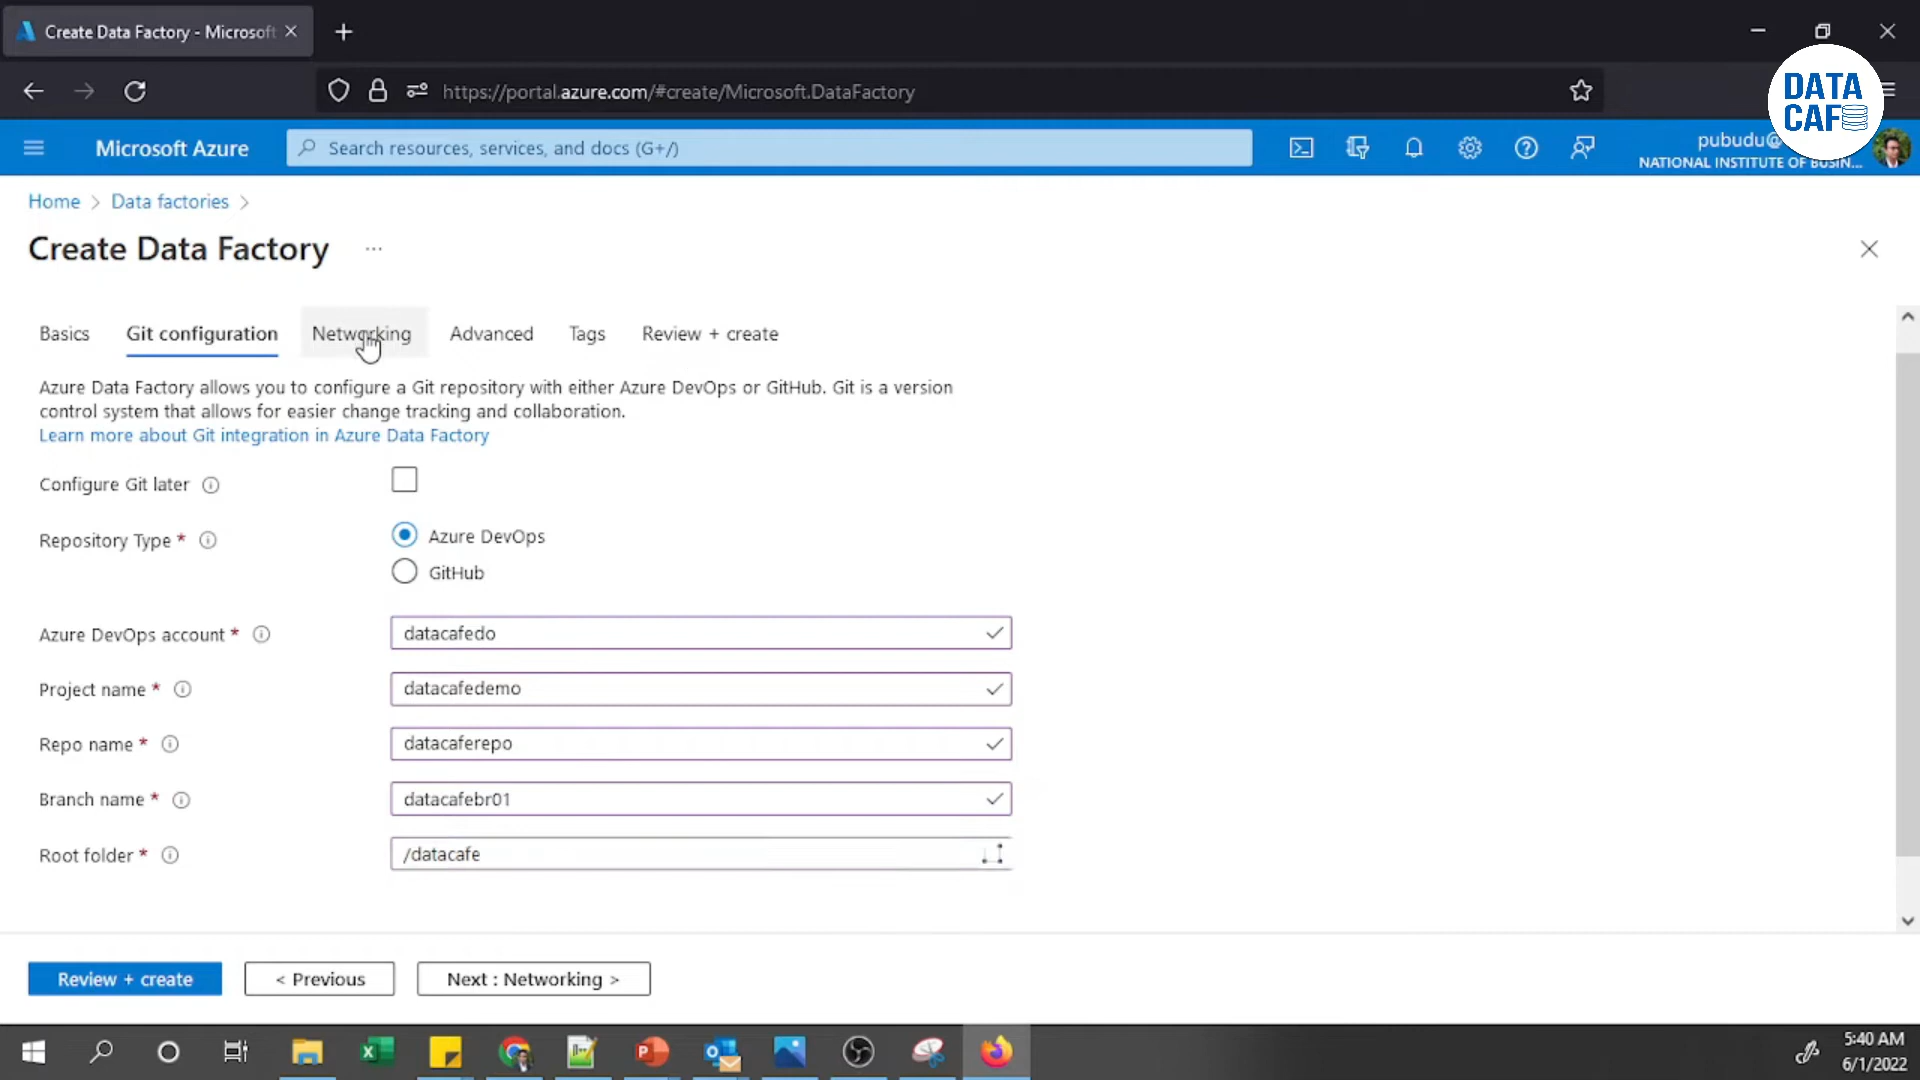 Create Data Factory - Microsoft
https://portal.azure.com/#create/Microsoft.DataFactory
DATA
CAF
Microsoft Azure
Search resources, services, and docs (G+/)
pubudu@
NATIONAL INSTITUTE OF BUSIN...
Home > Data factories >
Create Data Factory ...
Basics
Git configuration
Networking
Advanced
Tags
Review + create
Azure Data Factory allows you to configure a Git repository with either Azure DevOps or GitHub. Git is a version
control system that allows for easier change tracking and collaboration.
Learn more about Git integration in Azure Data Factory
Configure Git later
Repository Type *
Azure DevOps
GitHub
Azure DevOps account *
datacafedo
Project name *
datacafedemo
Repo name *
datacaferepo
Branch name *
datacafebr01
Root folder *
/datacafe
Review + create
< Previous
Next : Networking >
5:40 AM
6/1/2022